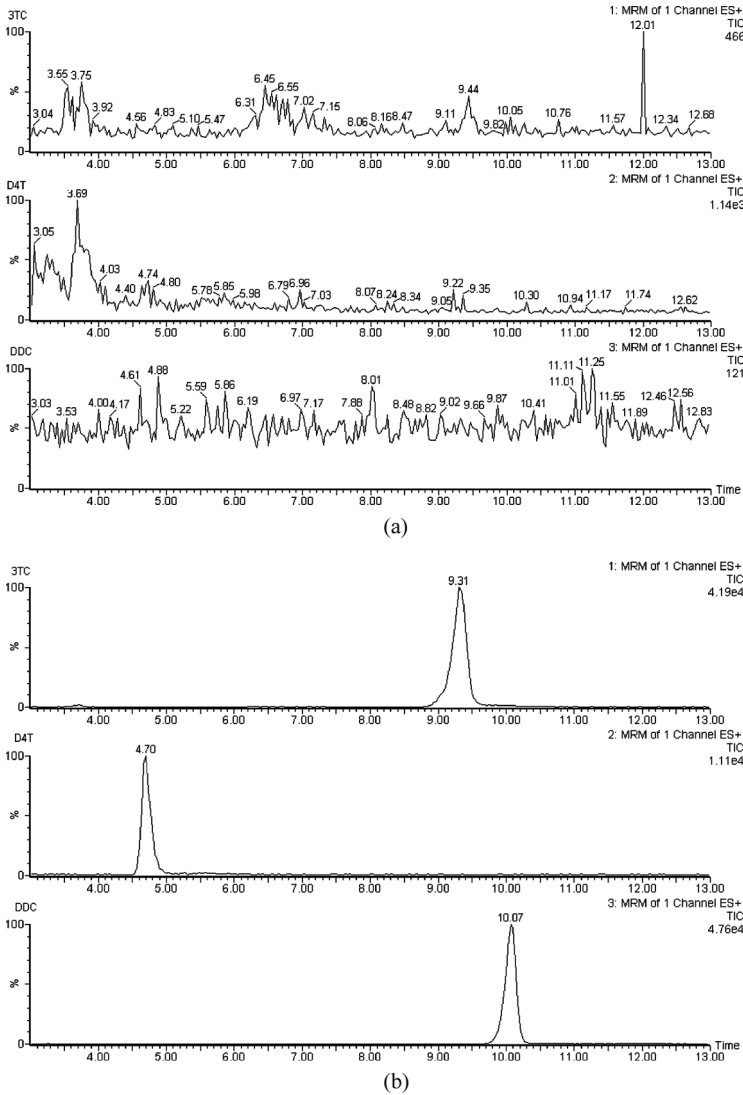 3TC
1: MRM of 1 Channel ES+
TIC
466
100
%
0
3.04 3.55 3.75 3.92 4.56 4.83 5.10 5.47 6.31 6.45 6.55 7.02 7.15 8.06 8.16 8.47 9.11 9.44 9.82 10.05 10.76 11.57 12.01 12.34 12.68
4.00 5.00 6.00 7.00 8.00 9.00 10.00 11.00 12.00 13.00
D4T
2: MRM of 1 Channel ES+
TIC
1.14e3
100
%
0
3.05 3.69 4.03 4.40 4.74 4.80 5.78 5.85 5.98 6.79 6.96 7.03 8.07 8.24 8.34 9.05 9.22 9.35 10.30 10.94 11.17 11.74 12.62
4.00 5.00 6.00 7.00 8.00 9.00 10.00 11.00 12.00 13.00
DDC
3: MRM of 1 Channel ES+
TIC
121
100
%
0
3.03 3.53 4.00 4.17 4.61 4.88 5.22 5.59 5.86 6.19 6.97 7.17 7.88 8.01 8.48 8.82 9.02 9.66 9.87 10.41 11.01 11.11 11.25 11.55 11.89 12.46 12.56 12.83
Time
4.00 5.00 6.00 7.00 8.00 9.00 10.00 11.00 12.00 13.00
(a)
3TC
1: MRM of 1 Channel ES+
TIC
4.19e4
100
%
0
9.31
4.00 5.00 6.00 7.00 8.00 9.00 10.00 11.00 12.00 13.00
D4T
2: MRM of 1 Channel ES+
TIC
1.11e4
100
%
0
4.70
4.00 5.00 6.00 7.00 8.00 9.00 10.00 11.00 12.00 13.00
DDC
3: MRM of 1 Channel ES+
TIC
4.76e4
100
%
0
10.07
Time
4.00 5.00 6.00 7.00 8.00 9.00 10.00 11.00 12.00 13.00
(b)